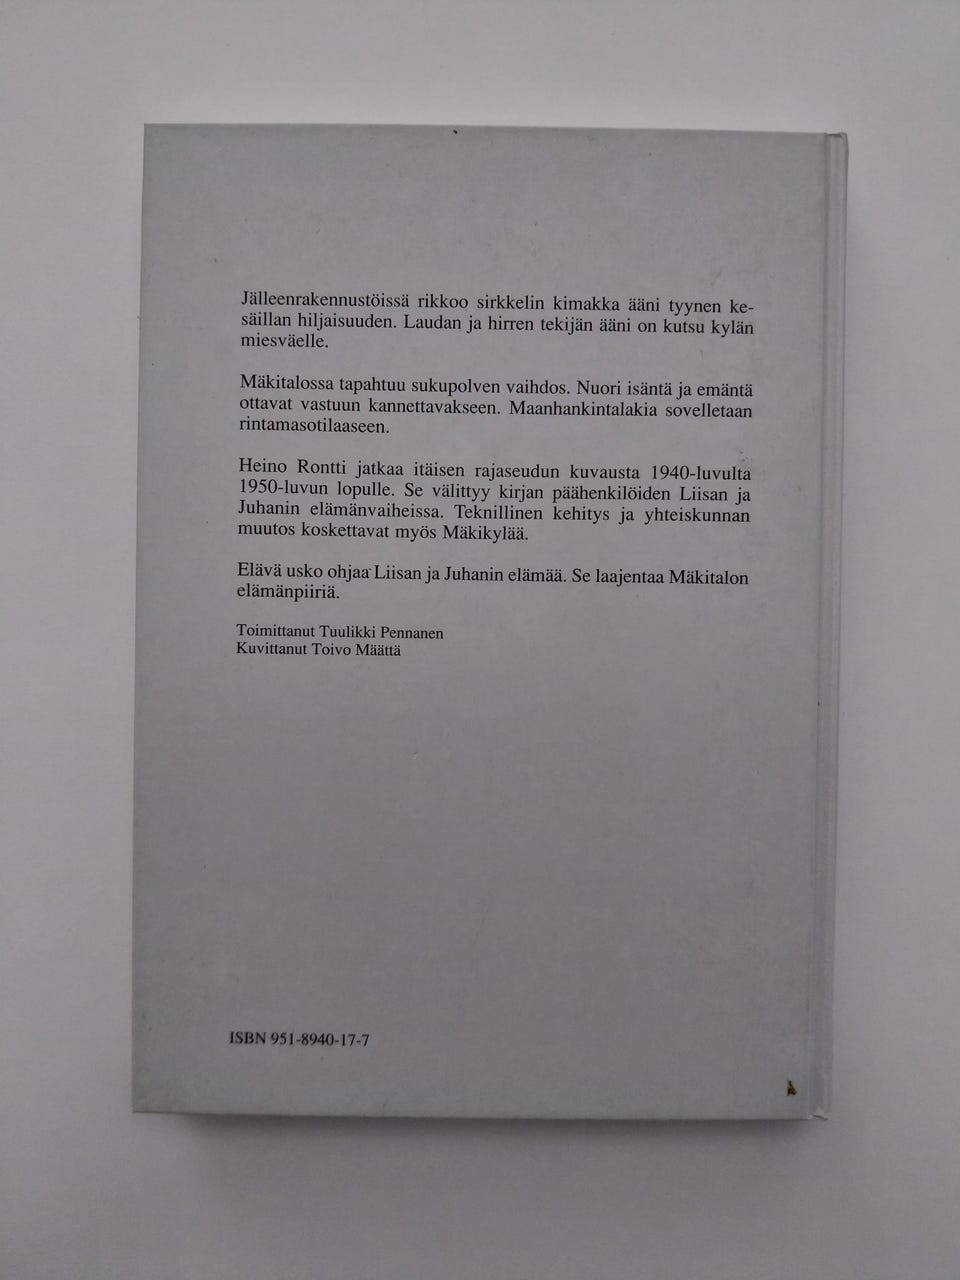 Jälleenrakennustöissä rikkoo sirkkelin kimakka ääni tyynen ke-
säillan hiljaisuuden. Laudan ja hirren tekijän ääni on kutsu kylän
miesväelle.
Mäkitalossa tapahtuu sukupolven vaihdos. Nuori isäntä ja emäntä
ottavat vastuun kannettavakseen. Maanhankintalakia sovelletaan
rintamasotilaaseen.
Heino Rontti jatkaa itäisen rajaseudun kuvausta 1940-luvulta
1950-luvun lopulle. Se välittyy kirjan päähenkilöiden Liisan ja
Juhanin elämänvaiheissa. Teknillinen kehitys ja yhteiskunnan
muutos koskettavat myös Mäkikylää.
Elävä usko ohjaa Liisan ja Juhanin elämää. Se laajentaa Mäkitalon
elämänpiiriä.
Toimittanut Tuulikki Pennanen
Kuvittanut Toivo Määttä
ISBN 951-8940-17-7